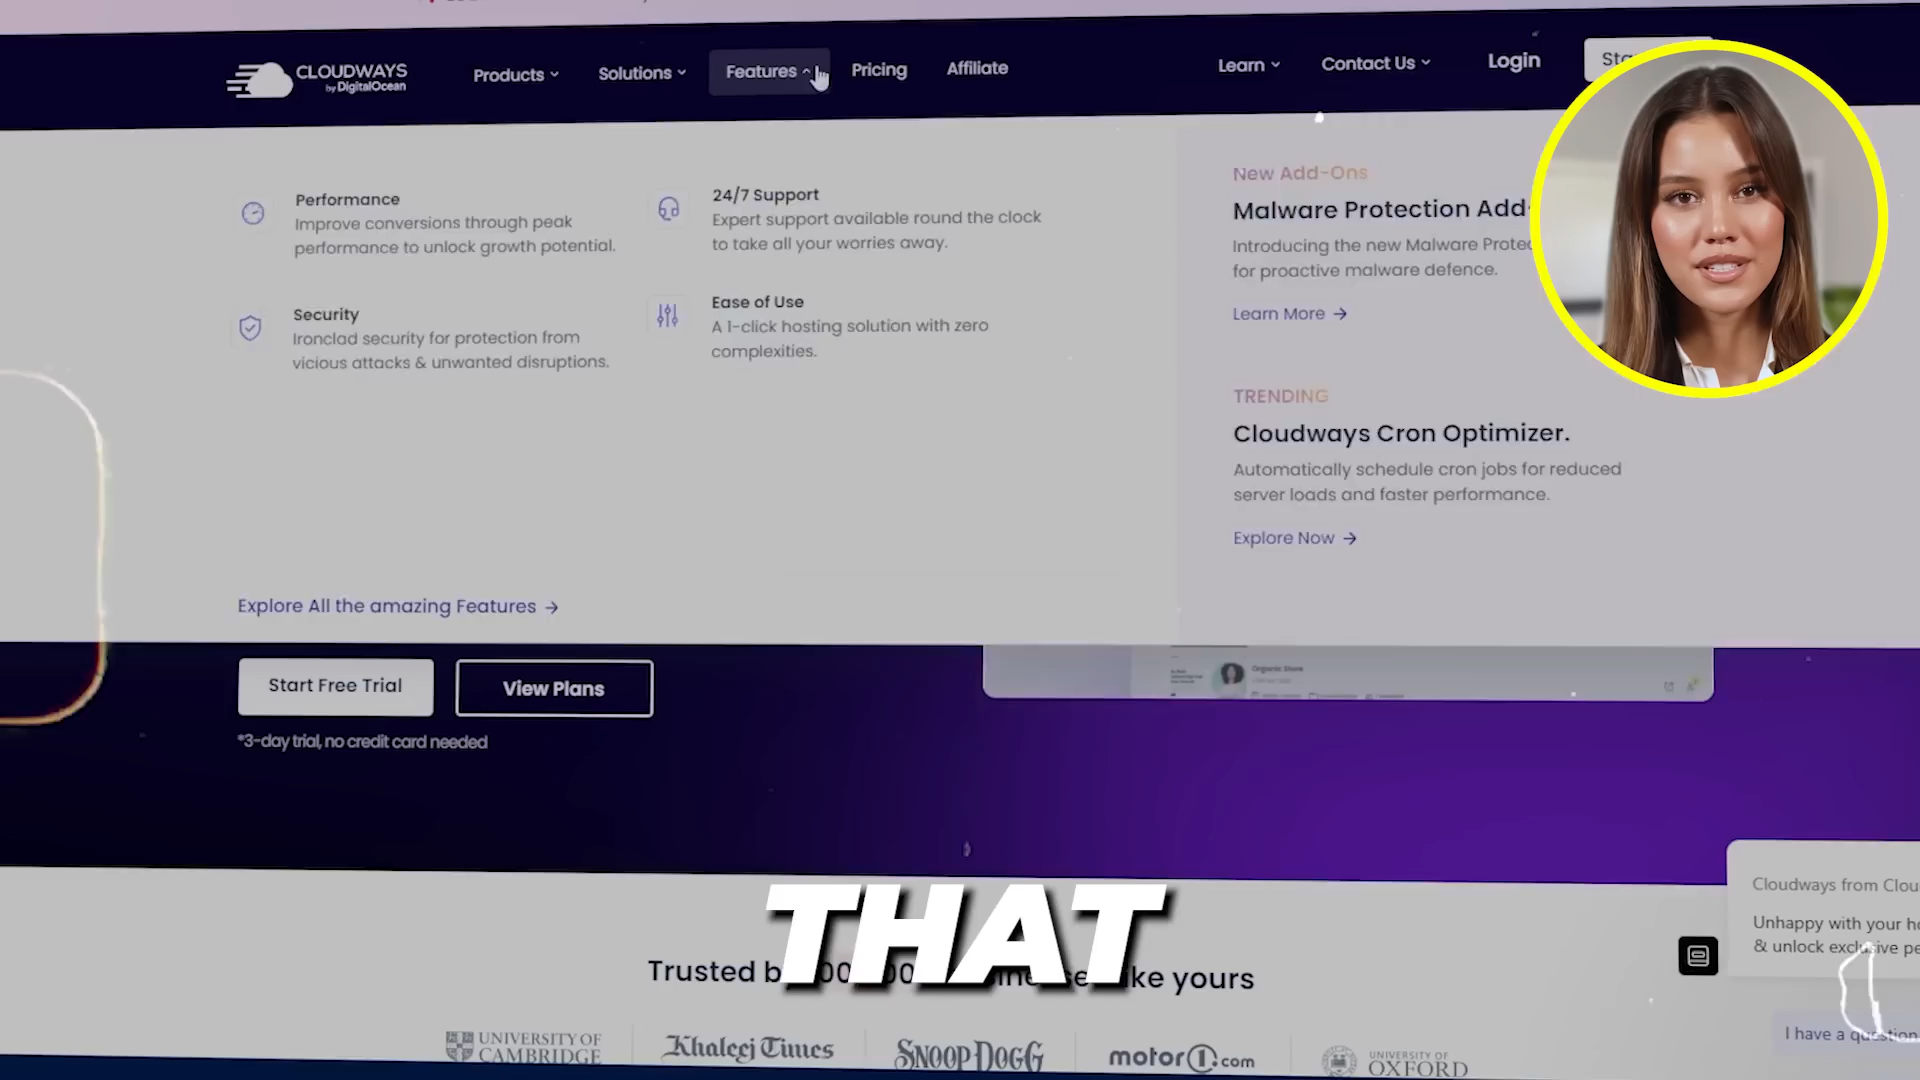 CLOUDWAYS
by DigitalOcean
Products
Solutions
Features
Pricing
Affiliate
Learn
Contact Us
Login
Performance
Improve conversions through peak
performance to unlock growth potential.
24/7 Support
Expert support available round the clock
to take all your worries away.
Security
Ironclad security for protection from
vicious attacks & unwanted disruptions.
Ease of Use
A 1-click hosting solution with zero
complexities.
Explore All the amazing Features →
New Add-Ons
Malware Protection Add-
Introducing the new Malware
for proactive malware defence.
Learn More →
TRENDING
Cloudways Cron Optimizer.
Automatically schedule cron jobs for reduced
server loads and faster performance.
Explore Now →
Start Free Trial
View Plans
*3-day trial, no credit card needed
Organic Store
THAT
Trusted
yours
UNIVERSITY OF
CAMBRIDGE
Khaleej Times
SNOOP DOGG
motor1.com
UNIVERSITY OF
OXFORD
Cloudways from
Unhappy with your
& unlock exclusive
I have a question